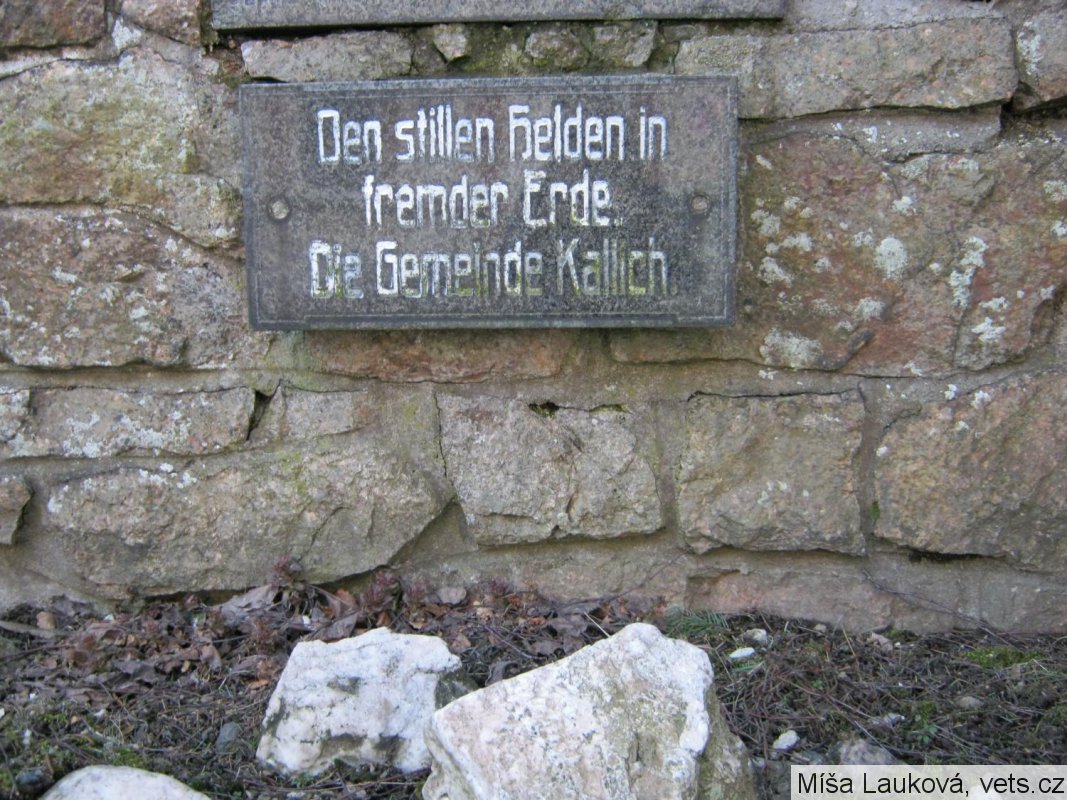 Den stillen Helden in
fremder Erde.
Die Gemeinde Kallich.
Míša Lauková, vets.cz